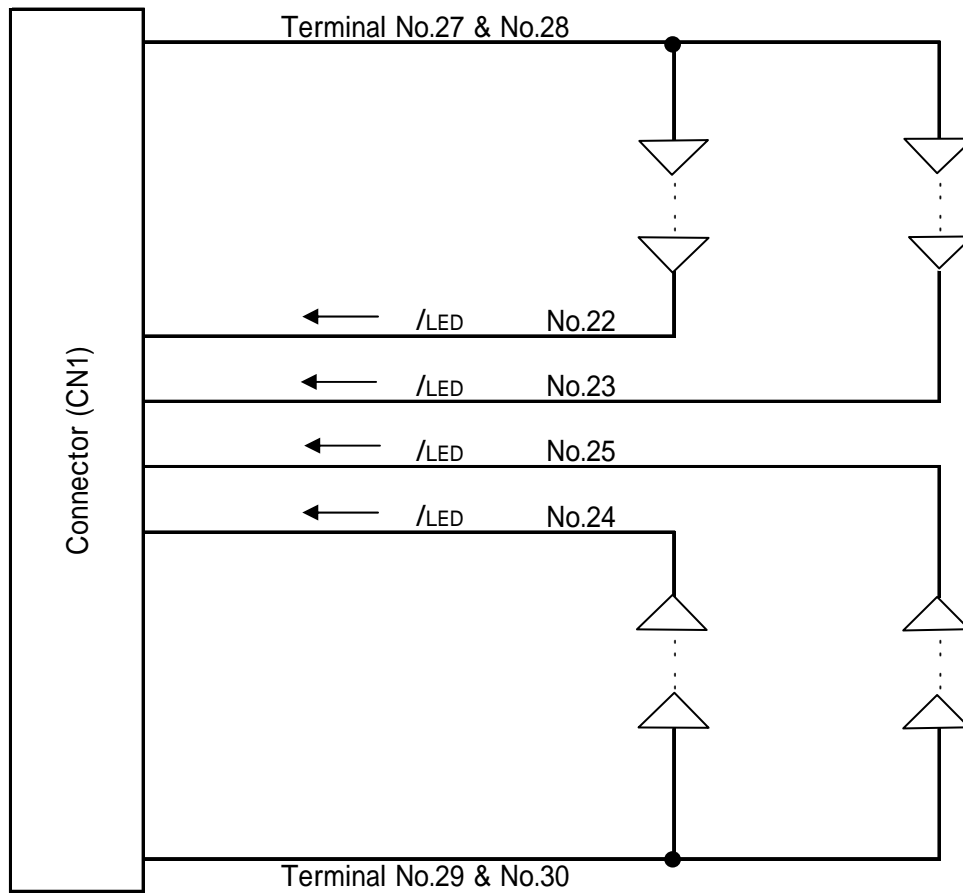 Terminal No.27 & No.28
/LED No.22
/LED No.23
/LED No.25
/LED No.24
Connector (CN1)
Terminal No.29 & No.30